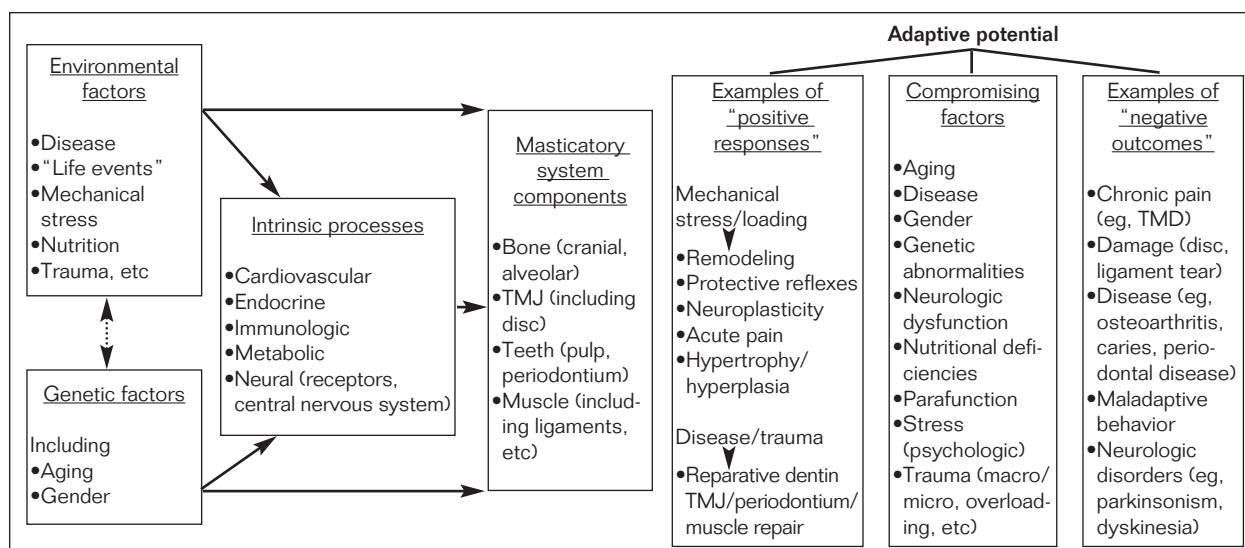 Adaptive potential
Environmental
factors
•Disease
•“Life events”
•Mechanical
stress
•Nutrition
•Trauma, etc
Genetic factors
Including
•Aging
•Gender
Intrinsic processes
•Cardiovascular
•Endocrine
•Immunologic
•Metabolic
•Neural (receptors,
central nervous system)
Masticatory
system
components
•Bone (cranial,
alveolar)
•TMJ (including
disc)
•Teeth (pulp,
periodontium)
•Muscle (includ-
ing ligaments,
etc)
Examples of
“positive
responses”
Mechanical
stress/loading
•Remodeling
•Protective reflexes
•Neuroplasticity
•Acute pain
•Hypertrophy/
hyperplasia
Disease/trauma
•Reparative dentin
TMJ/periodontium/
muscle repair
Compromising
factors
•Aging
•Disease
•Gender
•Genetic
abnormalities
•Neurologic
dysfunction
•Nutritional defi-
ciencies
•Parafunction
•Stress
(psychologic)
•Trauma (macro/
micro, overload-
ing, etc)
Examples of
“negative
outcomes”
•Chronic pain
(eg, TMD)
•Damage (disc,
ligament tear)
•Disease (eg,
osteoarthritis,
caries, perio-
dontal disease)
•Maladaptive
behavior
•Neurologic
disorders (eg,
parkinsonism,
dyskinesia)